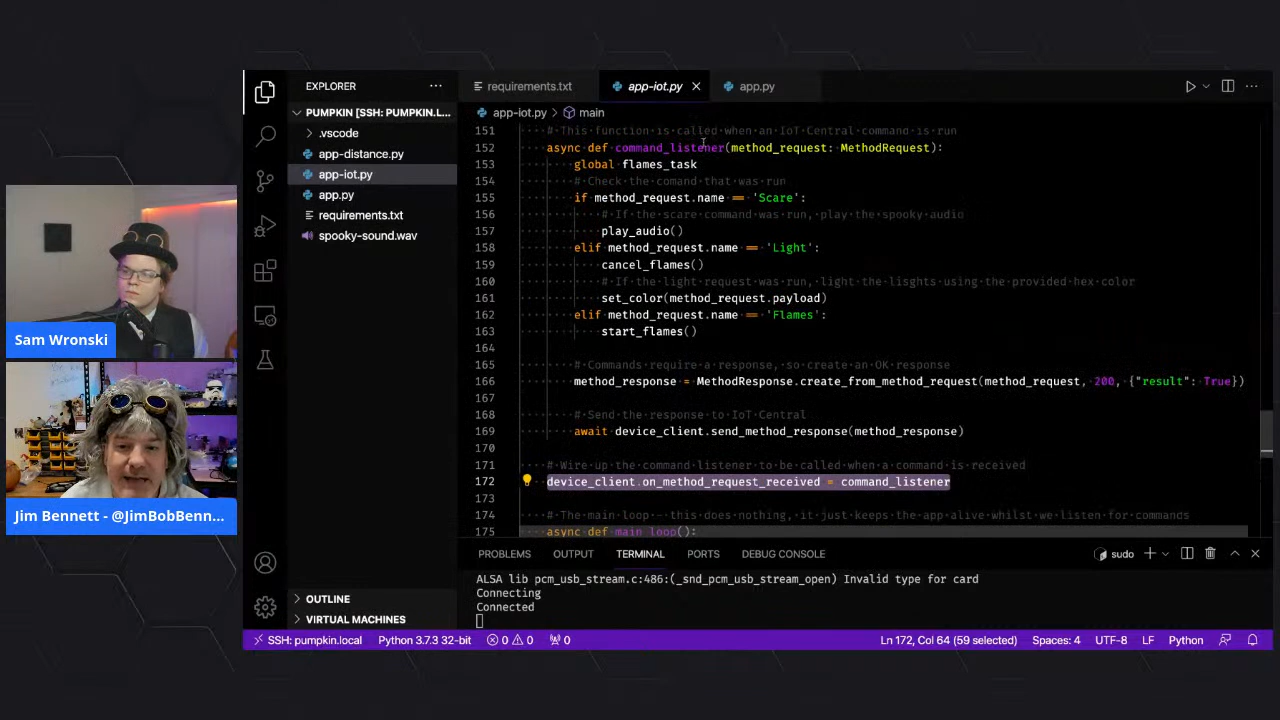 EXPLORER
PUMPKIN [SSH: PUMPKIN.L...
.vscode
app-distance.py
app-iot.py
app.py
requirements.txt
spooky-sound.wav
OUTLINE
VIRTUAL MACHINES
requirements.txt
app-iot.py
app.py
app-iot.py > main
151 # This function is called when an IoT Central command is run
152 async def command_listener(method_request: MethodRequest):
153 global flames_task
154 # Check the comand that was run
155 if method_request.name == 'Scare':
156 # If the scare command was run, play the spooky audio
157 play_audio()
158 elif method_request.name == 'Light':
159 cancel_flames()
160 # If the light request was run, light the lisghts using the provided hex color
161 set_color(method_request.payload)
162 elif method_request.name == 'Flames':
163 start_flames()
164
165 # Commands require a response, so create an OK response
166 method_response = MethodResponse.create_from_method_request(method_request, 200, {"result": True})
167
168 # Send the response to IoT Central
169 await device_client.send_method_response(method_response)
170
171 # Wire up the command listener to be called when a command is received
172 device_client.on_method_request_received = command_listener
173
174 # The main loop - this does nothing, it just keeps the app alive whilst we listen for commands
175 async def main_loop():
PROBLEMS OUTPUT TERMINAL PORTS DEBUG CONSOLE
sudo
ALSA lib pcm_usb_stream.c:486:(_snd_pcm_usb_stream_open) Invalid type for card
Connecting
Connected
SSH: pumpkin.local Python 3.7.3 32-bit 0 0 0 Ln 172, Col 64 (59 selected) Spaces: 4 UTF-8 LF Python
Sam Wronski
Jim Bennett - @JimBobBenn...